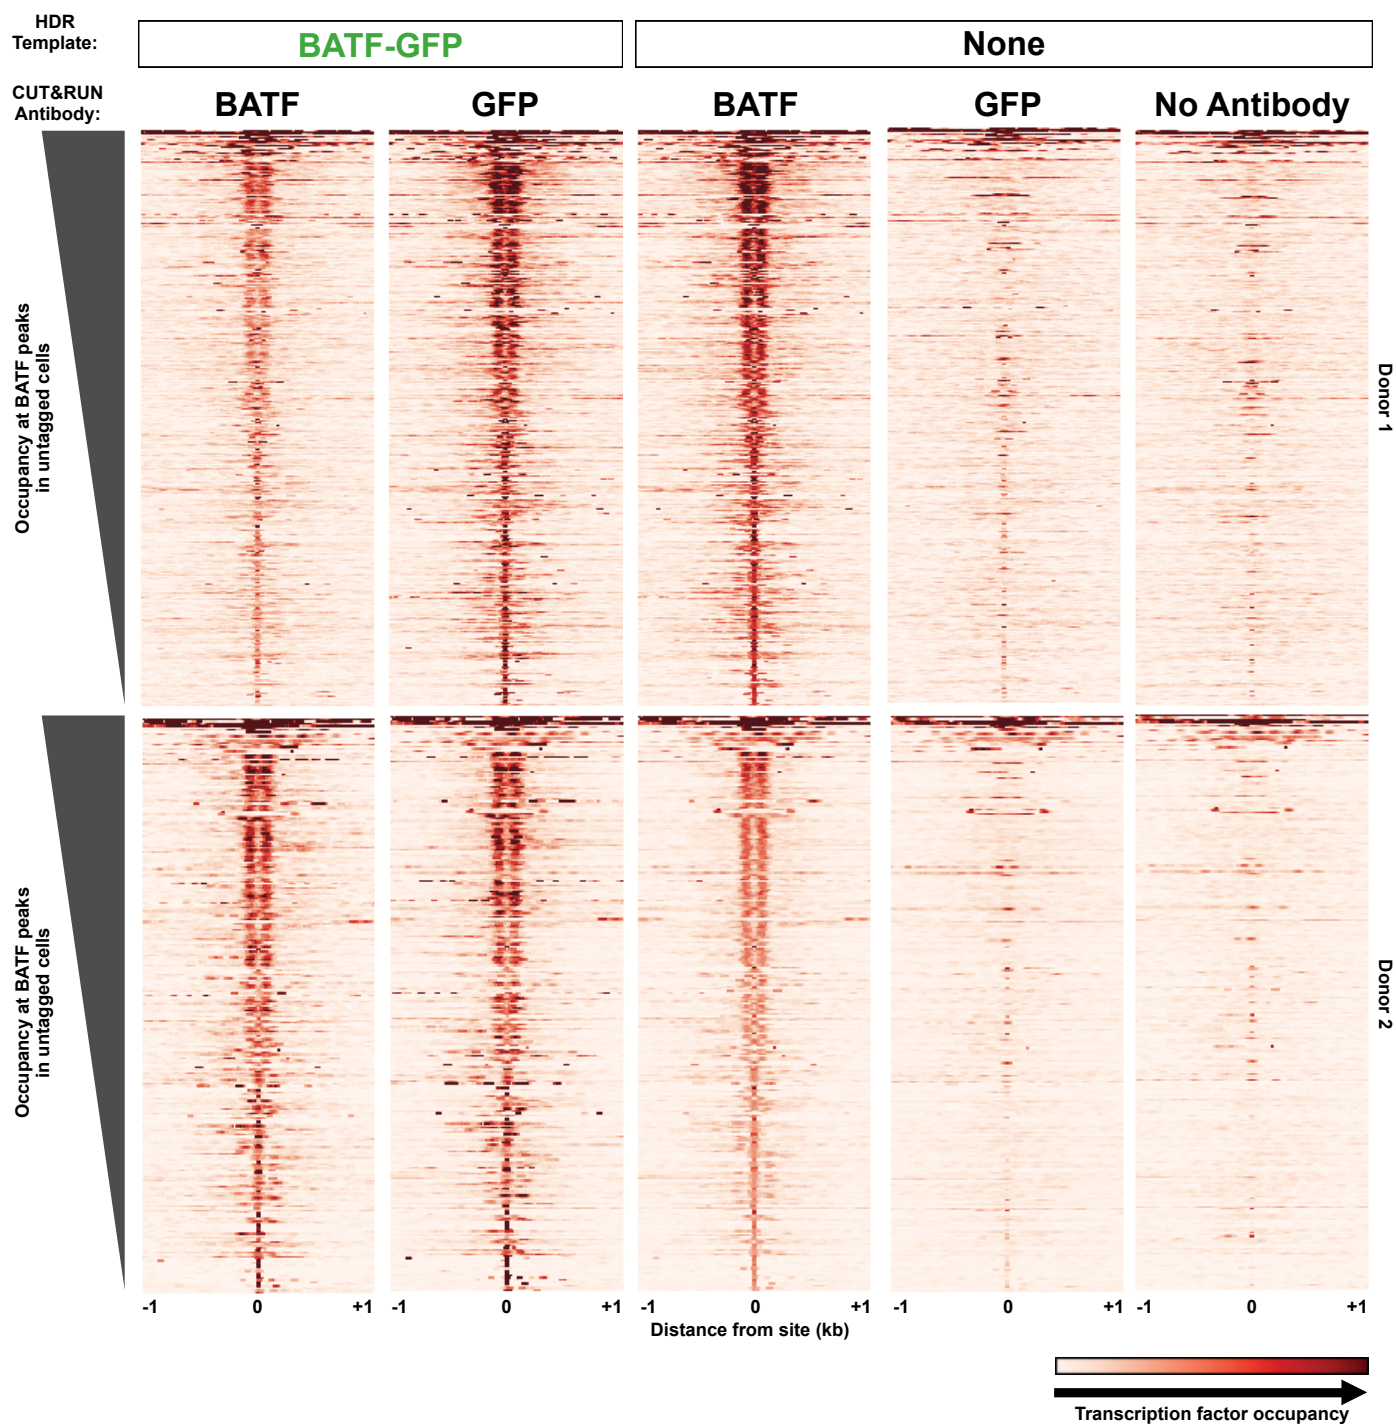 HDR
Template:
BATF-GFP
None
CUT&RUN
Antibody:
BATF
GFP
BATF
GFP
No Antibody
Occupancy at BATF peaks
in untagged cells
Donor 1
Occupancy at BATF peaks
in untagged cells
Donor 2
-1 0 +1
-1 0 +1
-1 0 +1
-1 0 +1
-1 0 +1
Distance from site (kb)
Transcription factor occupancy